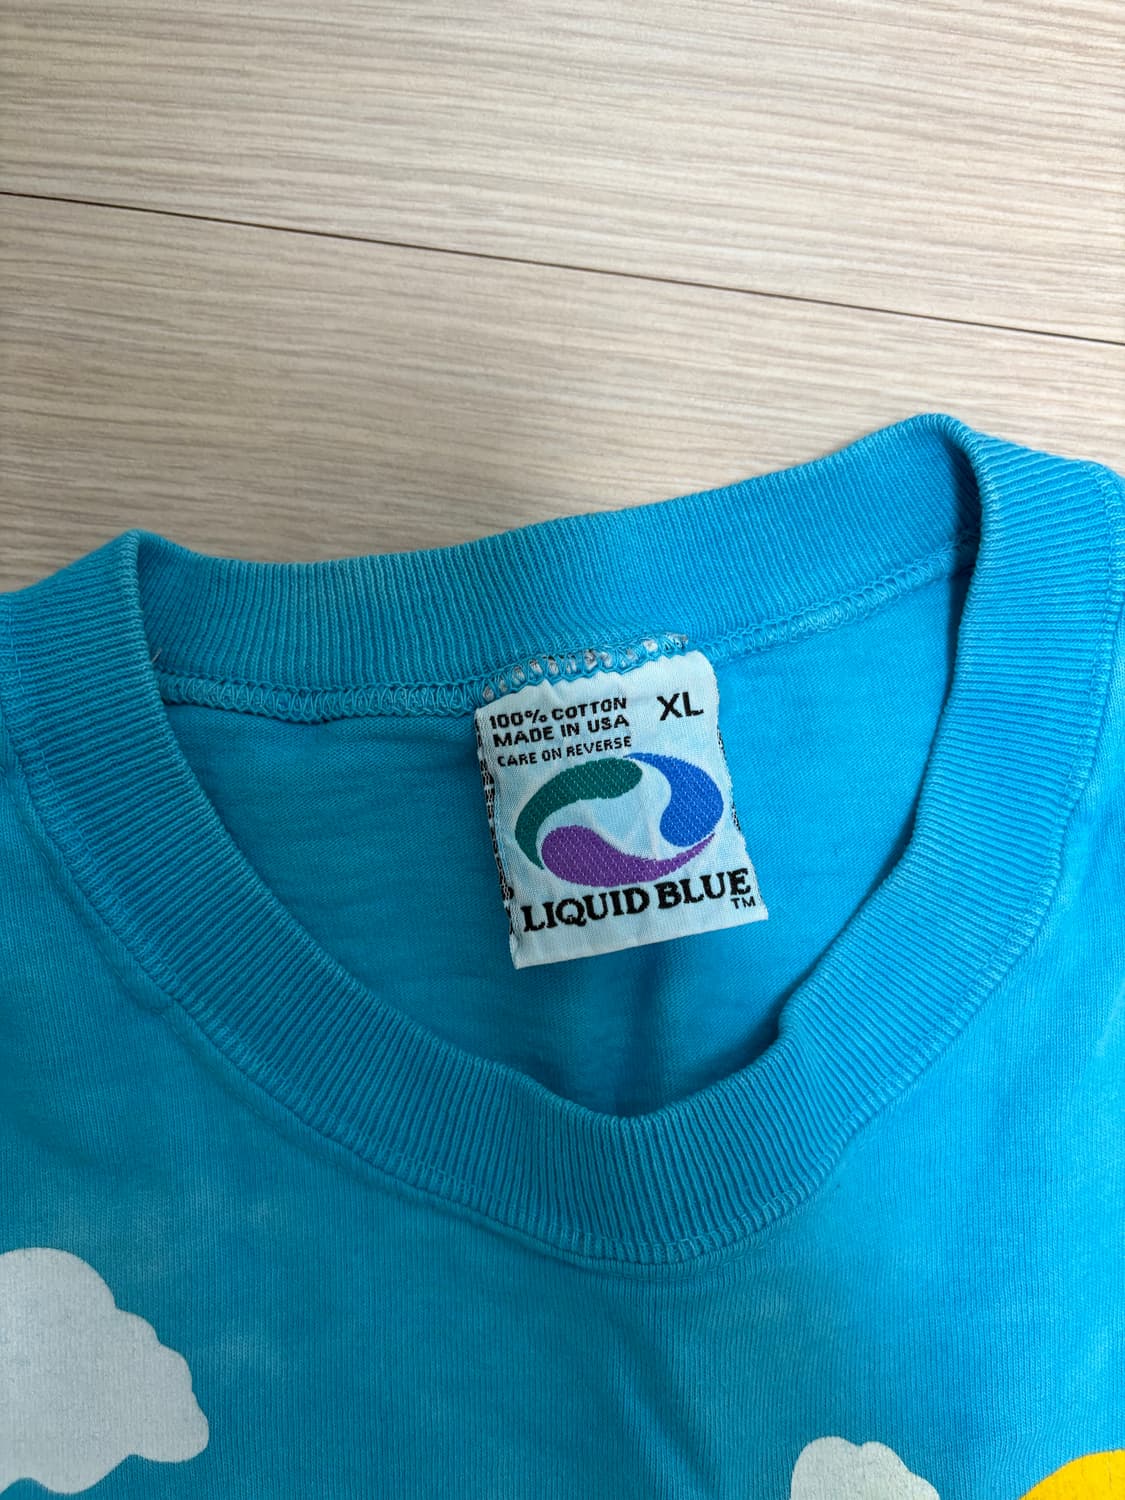 100% COTTON XL
MADE IN USA
CARE ON REVERSE
LIQUID BLUE
TM